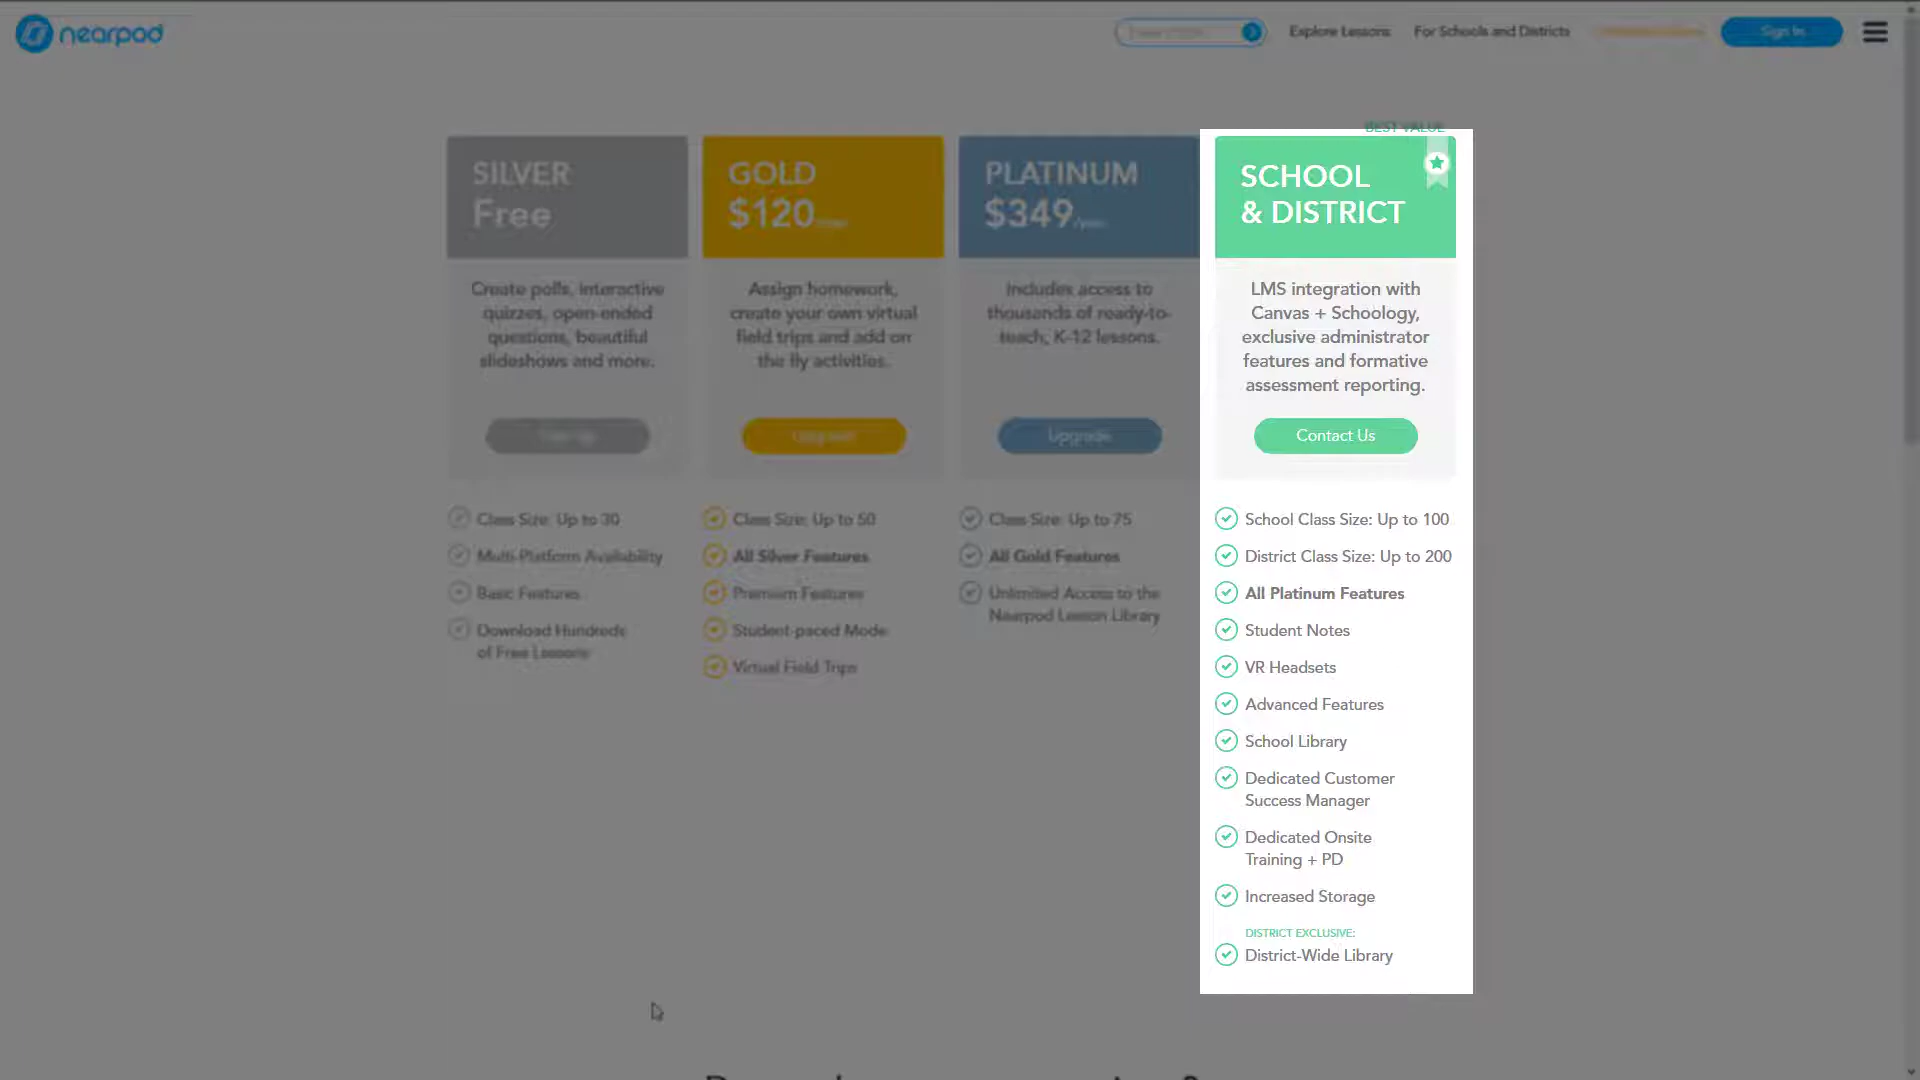 nearpod
Explore Lessons
For Schools and Districts
Sign In
SILVER
Free
Create polls, interactive
quizzes, open-ended
questions, beautiful
slideshows and more.
Class Size: Up to 30
Multi-Platform Availability
Basic Features
Download Hundreds
of Free Lessons
GOLD
$120
Assign homework,
create your own virtual
field trips and add on
the fly activities.
Class Size: Up to 50
All Silver Features
Premium Features
Student-paced Mode
Virtual Field Trips
PLATINUM
$349/year
Includes access to
thousands of ready-to-
teach, K-12 lessons.
Upgrade
Class Size: Up to 75
All Gold Features
Unlimited Access to the
Nearpod Lesson Library
BEST VALUE
SCHOOL
& DISTRICT
LMS integration with
Canvas + Schoology,
exclusive administrator
features and formative
assessment reporting.
Contact Us
School Class Size: Up to 100
District Class Size: Up to 200
All Platinum Features
Student Notes
VR Headsets
Advanced Features
School Library
Dedicated Customer
Success Manager
Dedicated Onsite
Training + PD
Increased Storage
DISTRICT EXCLUSIVE:
District-Wide Library